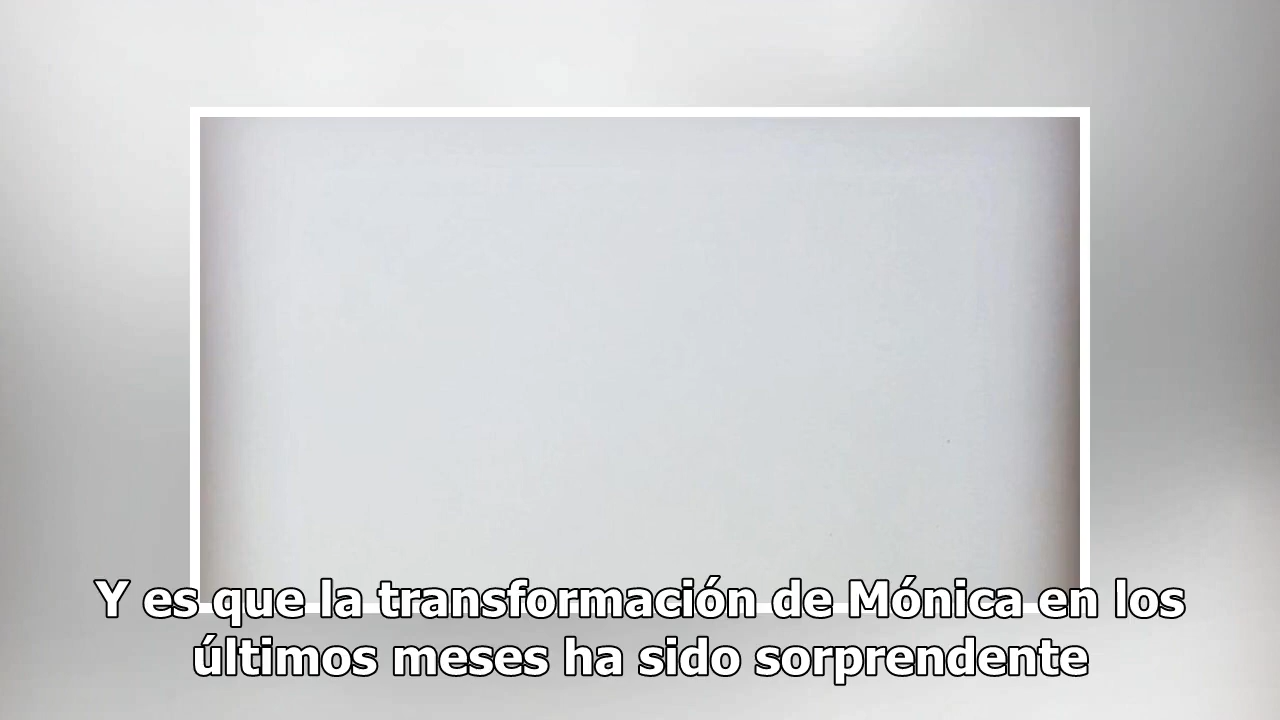 Y es que la transformación de Mónica en los
últimos meses ha sido sorprendente